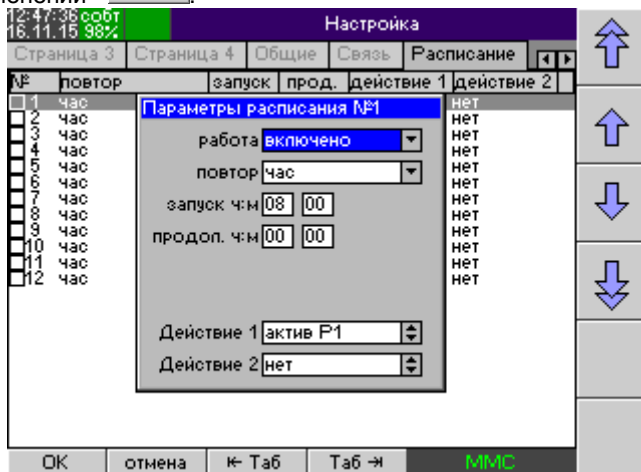 12:47:36 собт
16.11.15 98%
Настройка
Страница 3 Страница 4 Общие Связь Расписание
№ повтор запуск прод. действие 1 действие 2
1 час нет
2 час нет
3 час нет
4 час нет
5 час нет
6 час нет
7 час нет
8 час нет
9 час нет
10 час нет
11 час нет
12 час нет
Параметры расписания №1
работа включено
повтор час
запуск ч:м 08 00
продол. ч:м 00 00
Действие 1 актив Р1
Действие 2 нет
ОК отмена Таб Таб ММС